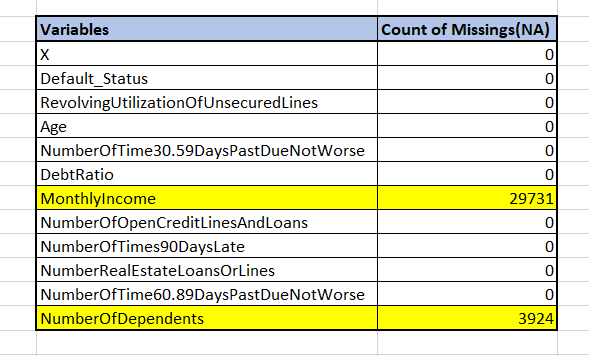 Variables Count of Missings(NA)
X 0
Default_Status 0
RevolvingUtilizationOfUnsecuredLines 0
Age 0
NumberOfTime30.59DaysPastDueNotWorse 0
DebtRatio 0
MonthlyIncome 29731
NumberOfOpenCreditLinesAndLoans 0
NumberOfTimes90DaysLate 0
NumberRealEstateLoansOrLines 0
NumberOfTime60.89DaysPastDueNotWorse 0
NumberOfDependents 3924